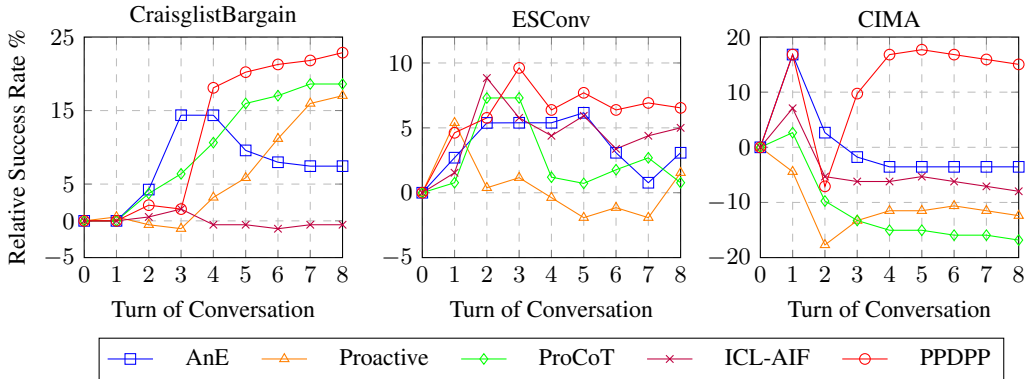 CraisglistBargain
ESConv
CIMA
Relative Success Rate %
25
15
5
0
−5
0 1 2 3 4 5 6 7 8
Turn of Conversation
10
5
0
−5
0 1 2 3 4 5 6 7 8
Turn of Conversation
20
10
0
−10
−20
0 1 2 3 4 5 6 7 8
Turn of Conversation
AnE Proactive ProCoT ICL-AIF PPDPP